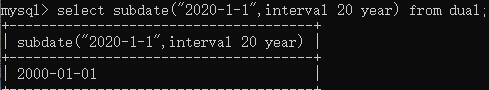 mysql> select subdate("2020-1-1",interval 20 year) from dual;
+--------------------------------------+
| subdate("2020-1-1",interval 20 year) |
+--------------------------------------+
| 2000-01-01                           |
+--------------------------------------+